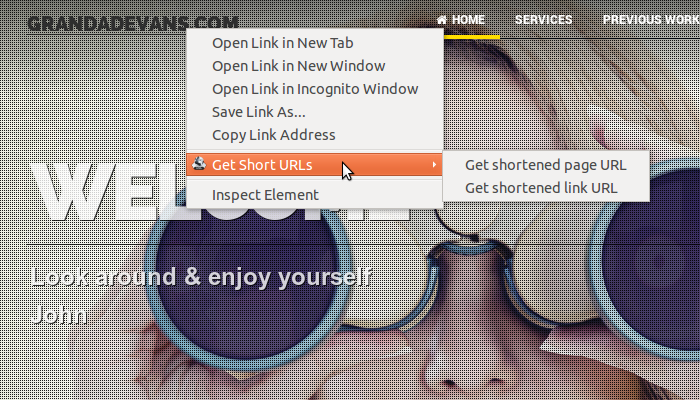 GRANDADEVANS.COM
HOME SERVICES PREVIOUS WORK
Open Link in New Tab
Open Link in New Window
Open Link in Incognito Window
Save Link As...
Copy Link Address
Get Short URLs
Get shortened page URL
Get shortened link URL
Inspect Element
WELCOME
Look around & enjoy yourself
John